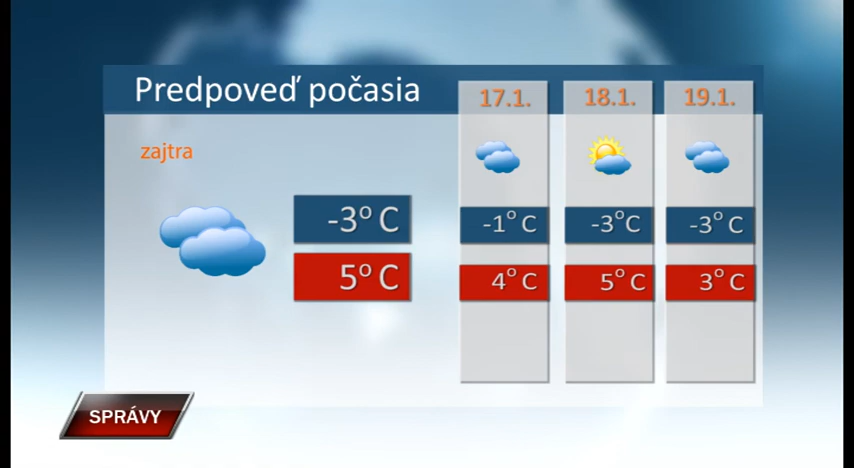 Predpoveď počasia
zajtra
-3° C
5° C
17.1.
-1° C
4° C
18.1.
-3°C
5° C
19.1.
-3° C
3° C
SPRÁVY